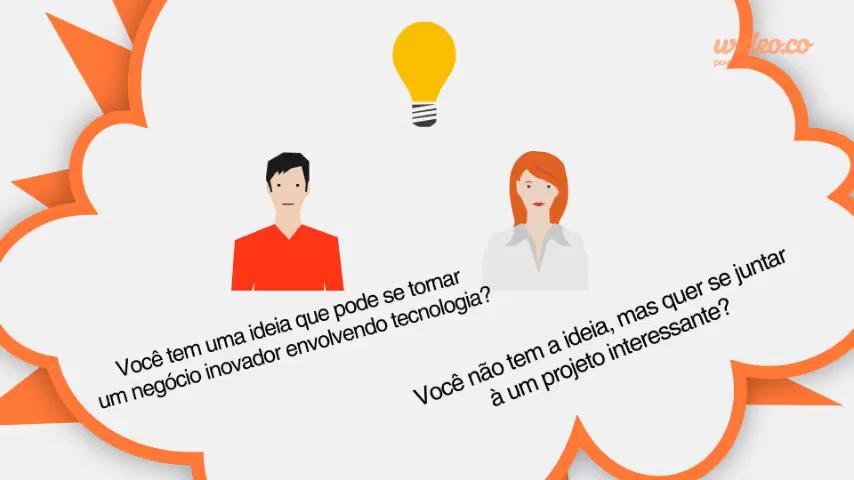 wideo.co
Você tem uma ideia que pode se tornar
um negócio inovador envolvendo tecnologia?
Você não tem a ideia, mas quer se juntar
à um projeto interessante?